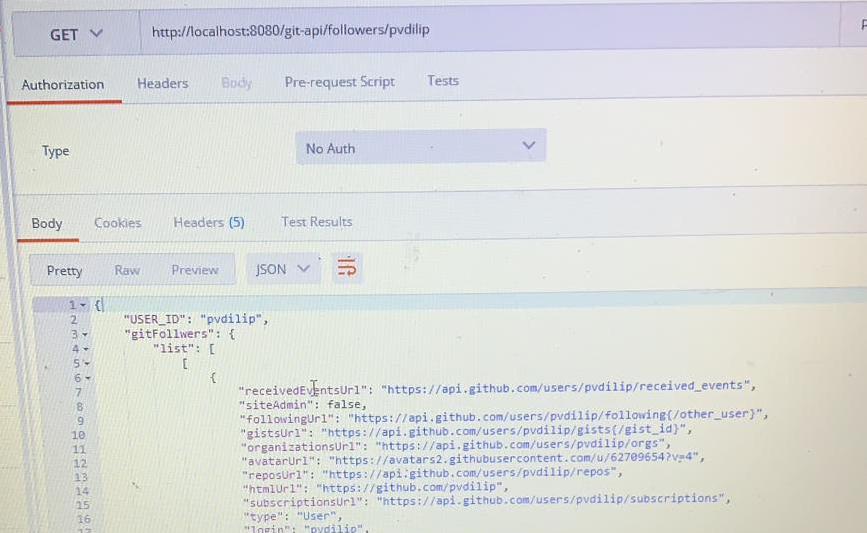 GET http://localhost:8080/git-api/followers/pvdilip
Authorization Headers Body Pre-request Script Tests
Type No Auth
Body Cookies Headers (5) Test Results
Pretty Raw Preview JSON
1 {
2 "USER_ID": "pvdilip",
3 "gitFollwers": {
4 "list": [
5 [
6 {
7 "receivedEventsUrl": "https://api.github.com/users/pvdilip/received_events",
8 "siteAdmin": false,
9 "followingUrl": "https://api.github.com/users/pvdilip/following{/other_user}",
10 "gistsUrl": "https://api.github.com/users/pvdilip/gists{/gist_id}",
11 "organizationsUrl": "https://api.github.com/users/pvdilip/orgs",
12 "avatarUrl": "https://avatars2.githubusercontent.com/u/62709654?v=4",
13 "reposUrl": "https://api.github.com/users/pvdilip/repos",
14 "htmlUrl": "https://github.com/pvdilip",
15 "subscriptionsUrl": "https://api.github.com/users/pvdilip/subscriptions",
16 "type": "User",
17 "login": "pvdilip",